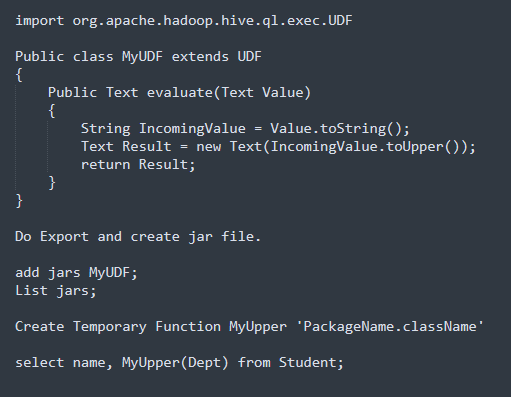 import org.apache.hadoop.hive.ql.exec.UDF
Public class MyUDF extends UDF
{
Public Text evaluate(Text Value)
{
String IncomingValue = Value.toString();
Text Result = new Text(IncomingValue.toUpper());
return Result;
}
}
Do Export and create jar file.
add jars MyUDF;
List jars;
Create Temporary Function MyUpper 'PackageName.className'
select name, MyUpper(Dept) from Student;